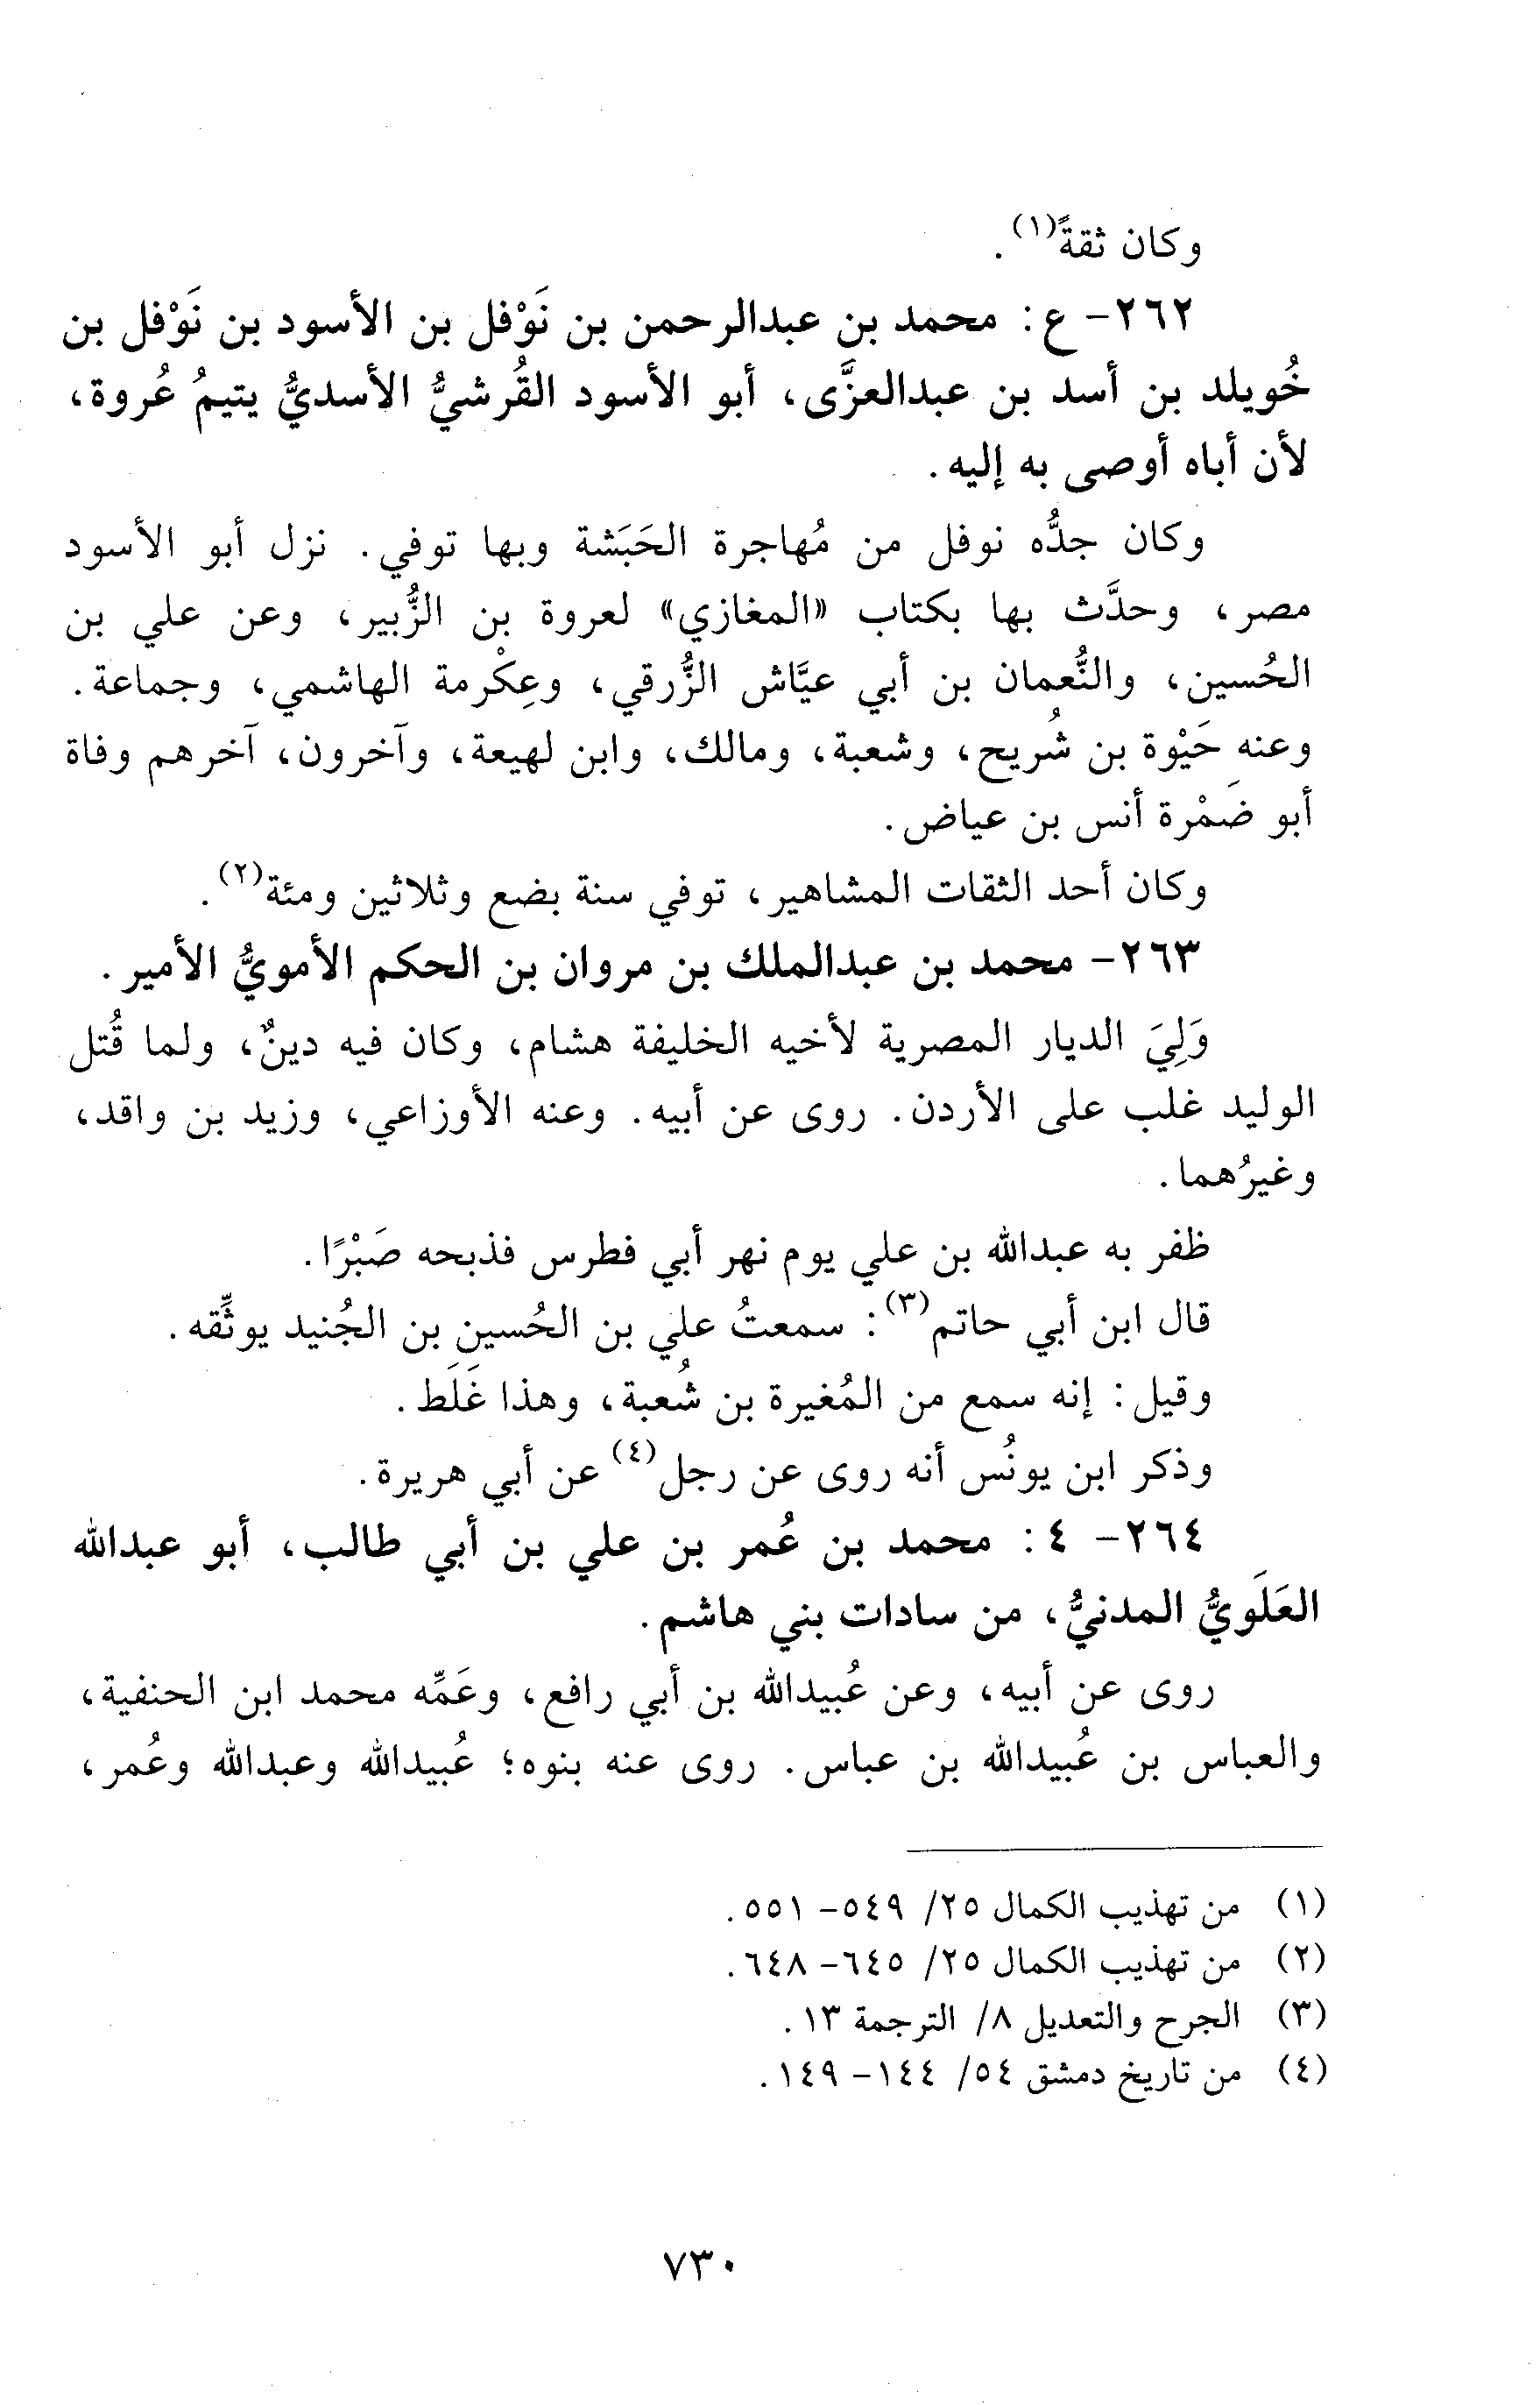 وكان ثقةً(١).
٢٦٢- ع: محمد بن عبدالرحمن بن نَوْفل بن الأسود بن نَوْفل بن
خُويلد بن أسد بن عبدالعزَّى، أبو الأسود القُرشيُّ الأسديُّ يتيمُ عُروة،
لأن أباه أوصى به إليه.
وكان جدُّه نوفل من مُهاجرة الحَبَشة وبها توفي. نزل أبو الأسود
مصر، وحدَّث بها بكتاب «المغازي» لعروة بن الزُّبير، وعن علي بن
الحُسين، والنُّعمان بن أبي عيَّاش الزُّرقي، وعِكْرمة الهاشمي، وجماعة.
وعنه حَيْوة بن شُريح، وشعبة، ومالك، وابن لهيعة، وآخرون، آخرهم وفاة
أبو ضَمْرة أنس بن عياض.
وكان أحد الثقات المشاهير، توفي سنة بضع وثلاثين ومئة(٢).
٢٦٣- محمد بن عبدالملك بن مروان بن الحكم الأمويُّ الأمير.
وَلِيَ الديار المصرية لأخيه الخليفة هشام، وكان فيه دينٌ، ولما قُتل
الوليد غلب على الأردن. روى عن أبيه. وعنه الأوزاعي، وزيد بن واقد،
وغيرُهما.
ظفر به عبدالله بن علي يوم نهر أبي فطرس فذبحه صَبْرًا.
قال ابن أبي حاتم(٣): سمعتُ علي بن الحُسين بن الجُنيد يوثِّقه.
وقيل: إنه سمع من المُغيرة بن شُعبة، وهذا غَلَط.
وذكر ابن يونُس أنه روى عن رجل(٤) عن أبي هريرة.
٢٦٤- ٤: محمد بن عُمر بن علي بن أبي طالب، أبو عبدالله
العَلَويُّ المدنيُّ، من سادات بني هاشم.
روى عن أبيه، وعن عُبيدالله بن أبي رافع، وعَمِّه محمد ابن الحنفية،
والعباس بن عُبيدالله بن عباس. روى عنه بنوه؛ عُبيدالله وعبدالله وعُمر،
(١) من تهذيب الكمال ٢٥/ ٥٤٩- ٥٥١.
(٢) من تهذيب الكمال ٢٥/ ٦٤٥- ٦٤٨.
(٣) الجرح والتعديل ٨/ الترجمة ١٣.
(٤) من تاريخ دمشق ٥٤/ ١٤٤- ١٤٩.
٧٣٠